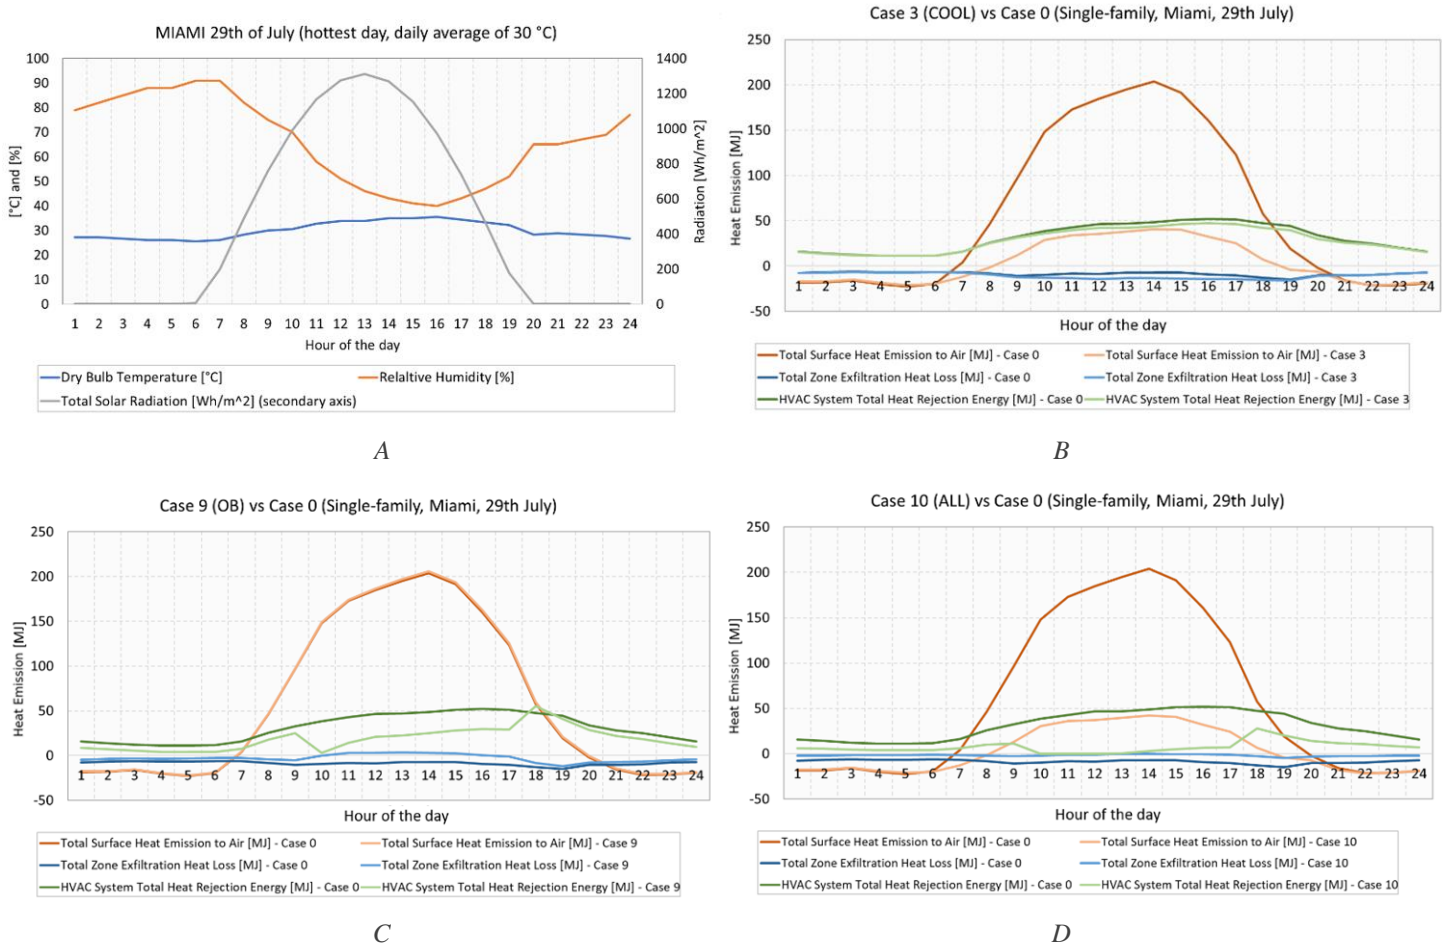 MIAMI 29th of July (hottest day, daily average of 30 °C)
100
90
80
70
60
50
40
30
20
10
0
[°C] and [%]
1400
1200
1000
800
600
400
200
0
Radiation [Wh/m^2]
1 2 3 4 5 6 7 8 9 10 11 12 13 14 15 16 17 18 19 20 21 22 23 24
Hour of the day
Dry Bulb Temperature [°C] Relaltive Humidity [%]
Total Solar Radiation [Wh/m^2] (secondary axis)
A
Case 3 (COOL) vs Case 0 (Single-family, Miami, 29th July)
250
200
150
100
50
0
-50
Heat Emission [MJ]
1 2 3 4 5 6 7 8 9 10 11 12 13 14 15 16 17 18 19 20 21 22 23 24
Hour of the day
Total Surface Heat Emission to Air [MJ] - Case 0 Total Surface Heat Emission to Air [MJ] - Case 3
Total Zone Exfiltration Heat Loss [MJ] - Case 0 Total Zone Exfiltration Heat Loss [MJ] - Case 3
HVAC System Total Heat Rejection Energy [MJ] - Case 0 HVAC System Total Heat Rejection Energy [MJ] - Case 3
B
Case 9 (OB) vs Case 0 (Single-family, Miami, 29th July)
250
200
150
100
50
0
-50
Heat Emission [MJ]
1 2 3 4 5 6 7 8 9 10 11 12 13 14 15 16 17 18 19 20 21 22 23 24
Hour of the day
Total Surface Heat Emission to Air [MJ] - Case 0 Total Surface Heat Emission to Air [MJ] - Case 9
Total Zone Exfiltration Heat Loss [MJ] - Case 0 Total Zone Exfiltration Heat Loss [MJ] - Case 9
HVAC System Total Heat Rejection Energy [MJ] - Case 0 HVAC System Total Heat Rejection Energy [MJ] - Case 9
C
Case 10 (ALL) vs Case 0 (Single-family, Miami, 29th July)
250
200
150
100
50
0
-50
Heat Emission [MJ]
1 2 3 4 5 6 7 8 9 10 11 12 13 14 15 16 17 18 19 20 21 22 23 24
Hour of the day
Total Surface Heat Emission to Air [MJ] - Case 0 Total Surface Heat Emission to Air [MJ] - Case 10
Total Zone Exfiltration Heat Loss [MJ] - Case 0 Total Zone Exfiltration Heat Loss [MJ] - Case 10
HVAC System Total Heat Rejection Energy [MJ] - Case 0 HVAC System Total Heat Rejection Energy [MJ] - Case 10
D